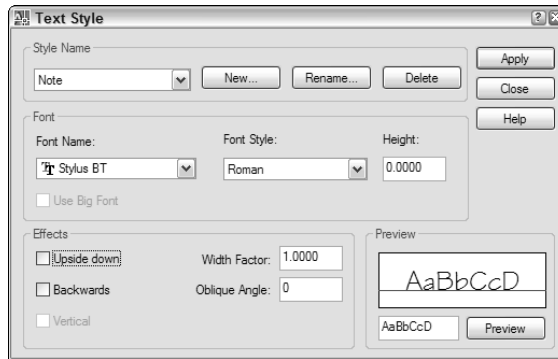 Text Style
Style Name
Note
New...
Rename...
Delete
Apply
Close
Help
Font
Font Name:
Font Style:
Height:
Stylus BT
Roman
0.0000
Use Big Font
Effects
Upside down
Backwards
Vertical
Width Factor: 1.0000
Oblique Angle: 0
Preview
AaBbCcD
AaBbCcD
Preview